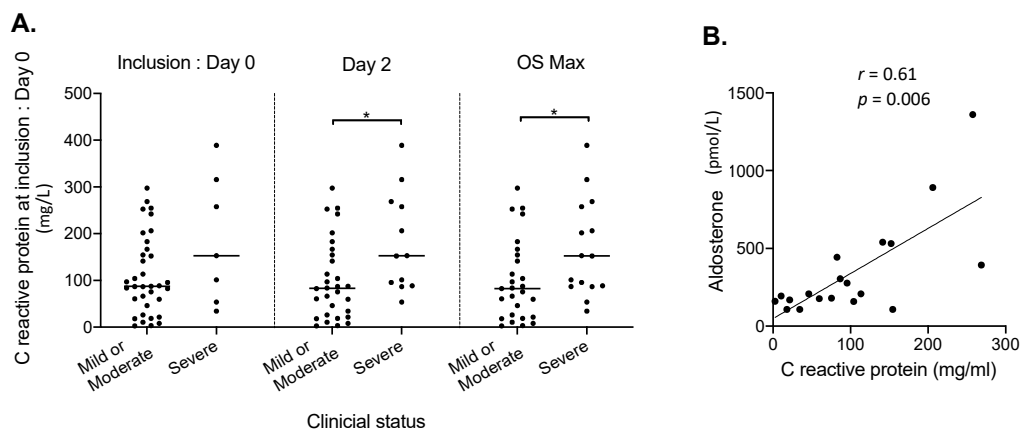 A.
C reactive protein at inclusion : Day 0
(mg/L)
Inclusion : Day 0
Day 2
OS Max
500
400
300
200
100
0
*
*
Mild or
Moderate
Severe
Mild or
Moderate
Severe
Mild or
Moderate
Severe
Clinicial status
B.
r = 0.61
p = 0.006
Aldosterone (pmol/L)
1500
1000
500
0
0
100
200
300
C reactive protein (mg/ml)